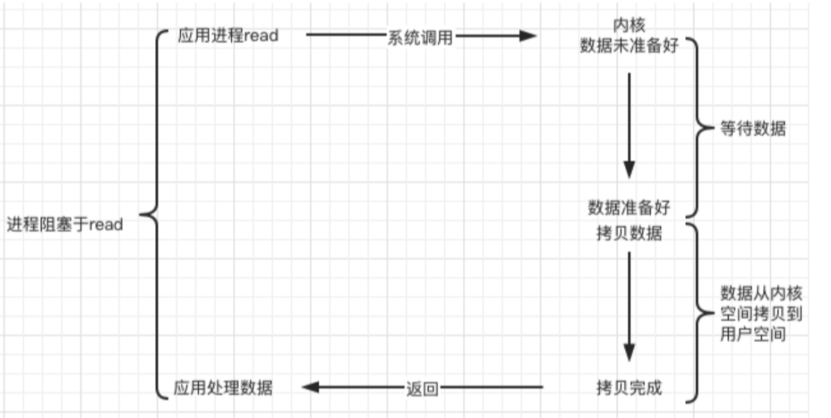 应用进程read
系统调用
内核
数据未准备好
等待数据
数据准备好
拷贝数据
进程阻塞于read
数据从内核
空间拷贝到
用户空间
应用处理数据
返回
拷贝完成